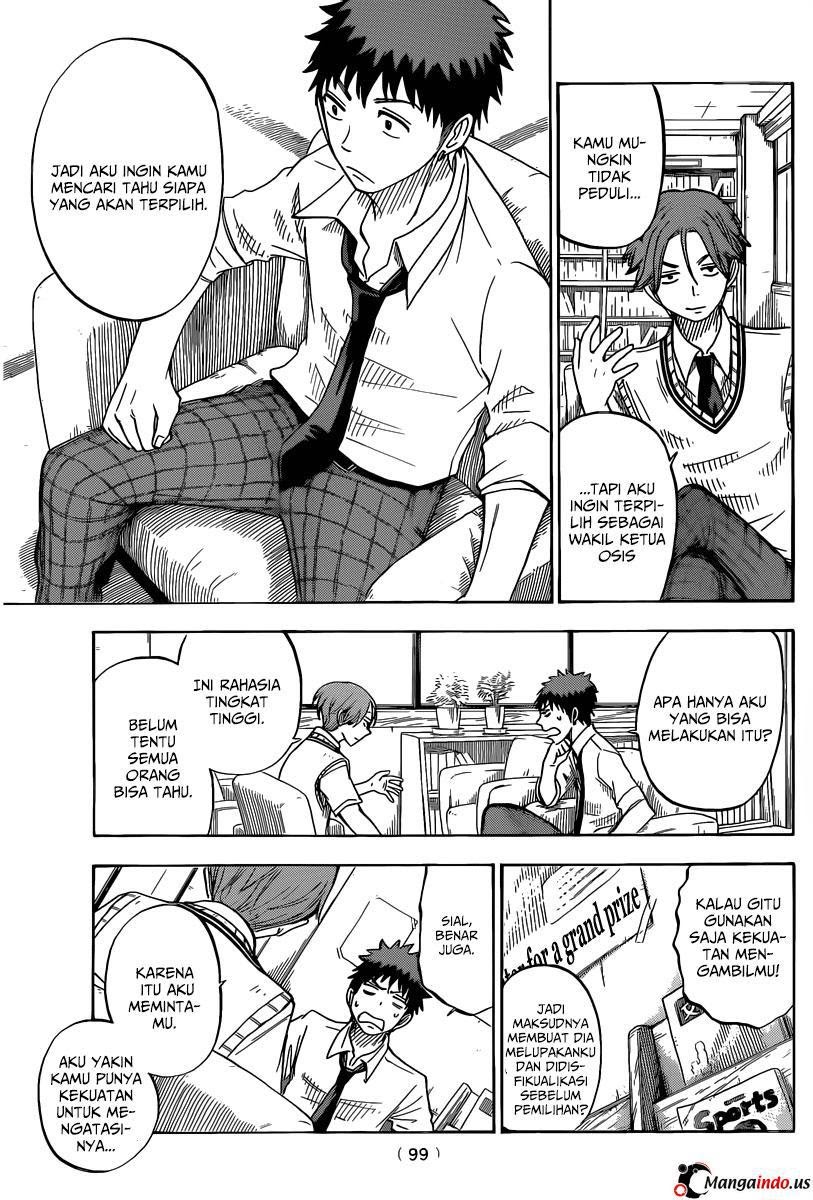 KAMU MU-
NGKIN
TIDAK
PEDULI...
...TAPI AKU
INGIN TERPI-
LIH SEBAGAI
WAKIL KETUA
OSIS
JADI AKU INGIN KAMU
MENCARI TAHU SIAPA
YANG AKAN TERPILIH.
APA HANYA AKU
YANG BISA
MELAKUKAN ITU?
INI RAHASIA
TINGKAT
TINGGI.
BELUM
TENTU
SEMUA
ORANG
BISA TAHU.
KALAU GITU
GUNAKAN
SAJA KEKUA-
TAN MEN-
GAMBILMU!
for a grand prize
JADI
MAKSUDNYA
MEMBUAT DIA
MELUPAKANKU
DAN DIDIS-
FIKUALIKASI
SEBELUM
PEMILIHAN?
Sports
SIAL,
BENAR
JUGA.
KARENA
ITU AKU
MEMINTA-
MU.
AKU YAKIN
KAMU PUNYA
KEKUATAN
UNTUK ME-
NGATASI-
NYA...
( 99 )
Mangaindo.us